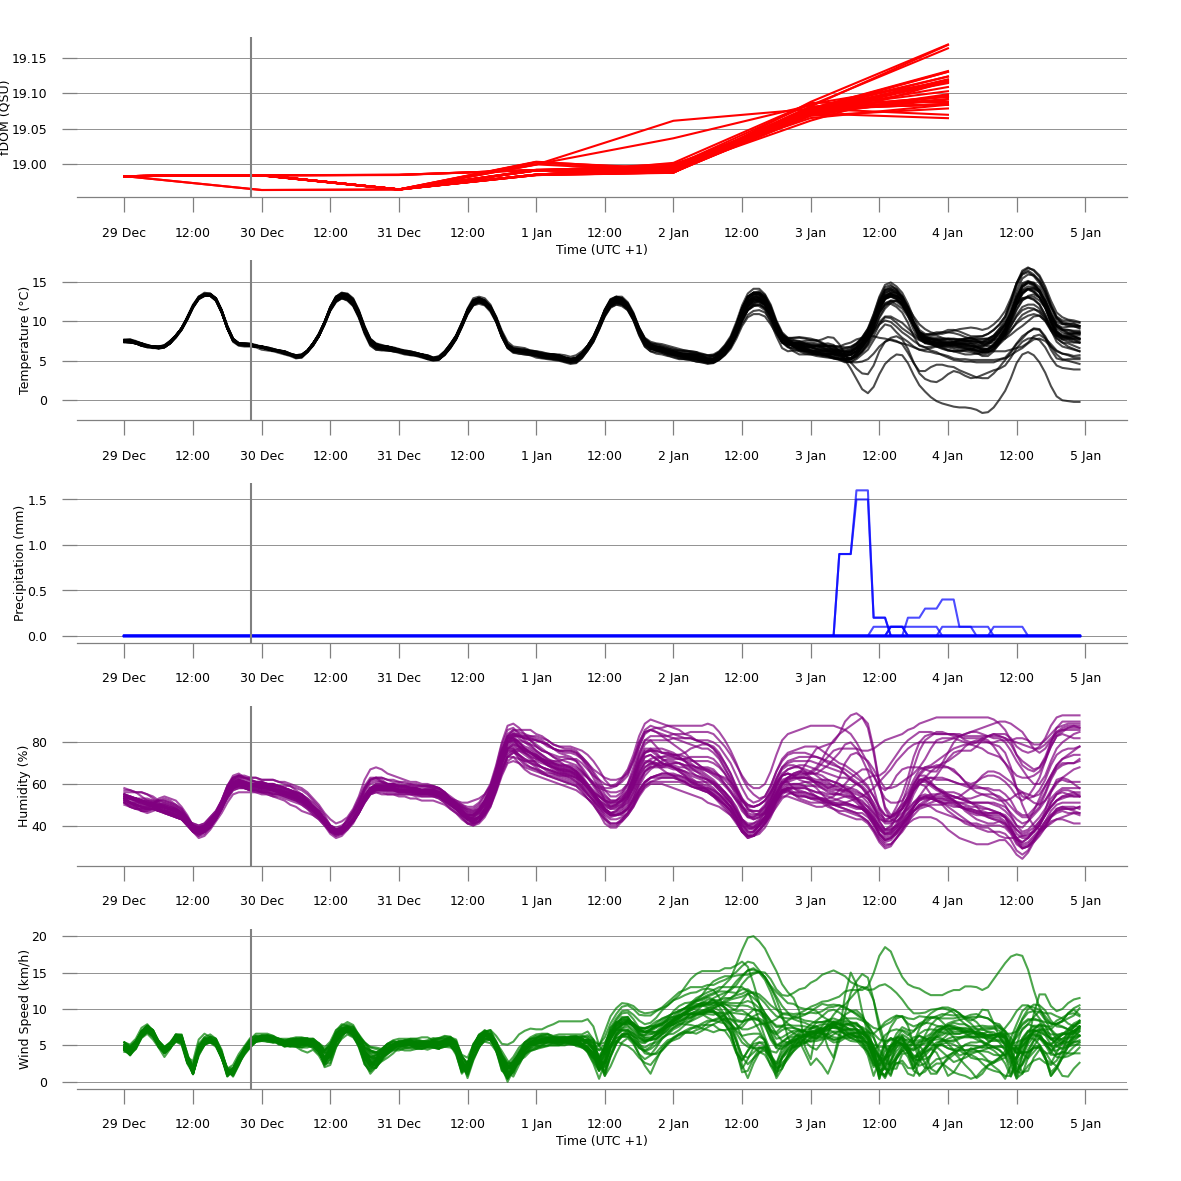 19.15
19.10
19.05
19.00
fDOM (QSU)
29 Dec 12:00 30 Dec 12:00 31 Dec 12:00 1 Jan 12:00 2 Jan 12:00 3 Jan 12:00 4 Jan 12:00 5 Jan
Time (UTC +1)
15
10
5
0
Temperature (°C)
29 Dec 12:00 30 Dec 12:00 31 Dec 12:00 1 Jan 12:00 2 Jan 12:00 3 Jan 12:00 4 Jan 12:00 5 Jan
1.5
1.0
0.5
0.0
Precipitation (mm)
29 Dec 12:00 30 Dec 12:00 31 Dec 12:00 1 Jan 12:00 2 Jan 12:00 3 Jan 12:00 4 Jan 12:00 5 Jan
80
60
40
Humidity (%)
29 Dec 12:00 30 Dec 12:00 31 Dec 12:00 1 Jan 12:00 2 Jan 12:00 3 Jan 12:00 4 Jan 12:00 5 Jan
20
15
10
5
0
Wind Speed (km/h)
29 Dec 12:00 30 Dec 12:00 31 Dec 12:00 1 Jan 12:00 2 Jan 12:00 3 Jan 12:00 4 Jan 12:00 5 Jan
Time (UTC +1)